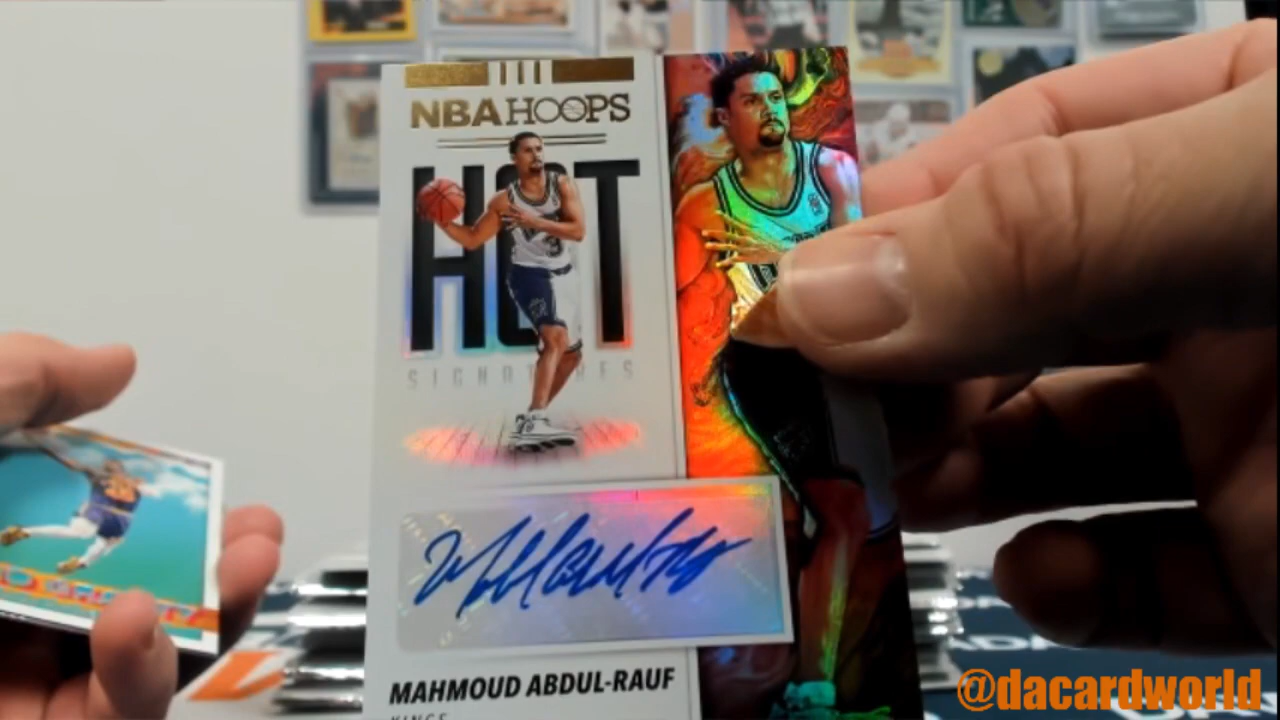 NBA HOOPS
HOT
SIGNATURES
MAHMOUD ABDUL-RAUF
KINGS
@dacardworld